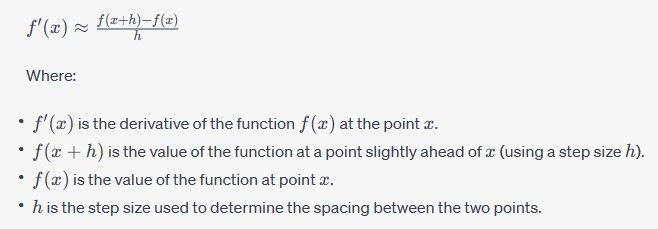 f′(x) ≈ f(x+h)−f(x) / h
Where:
• f′(x) is the derivative of the function f(x) at the point x.
• f(x + h) is the value of the function at a point slightly ahead of x (using a step size h).
• f(x) is the value of the function at point x.
• h is the step size used to determine the spacing between the two points.